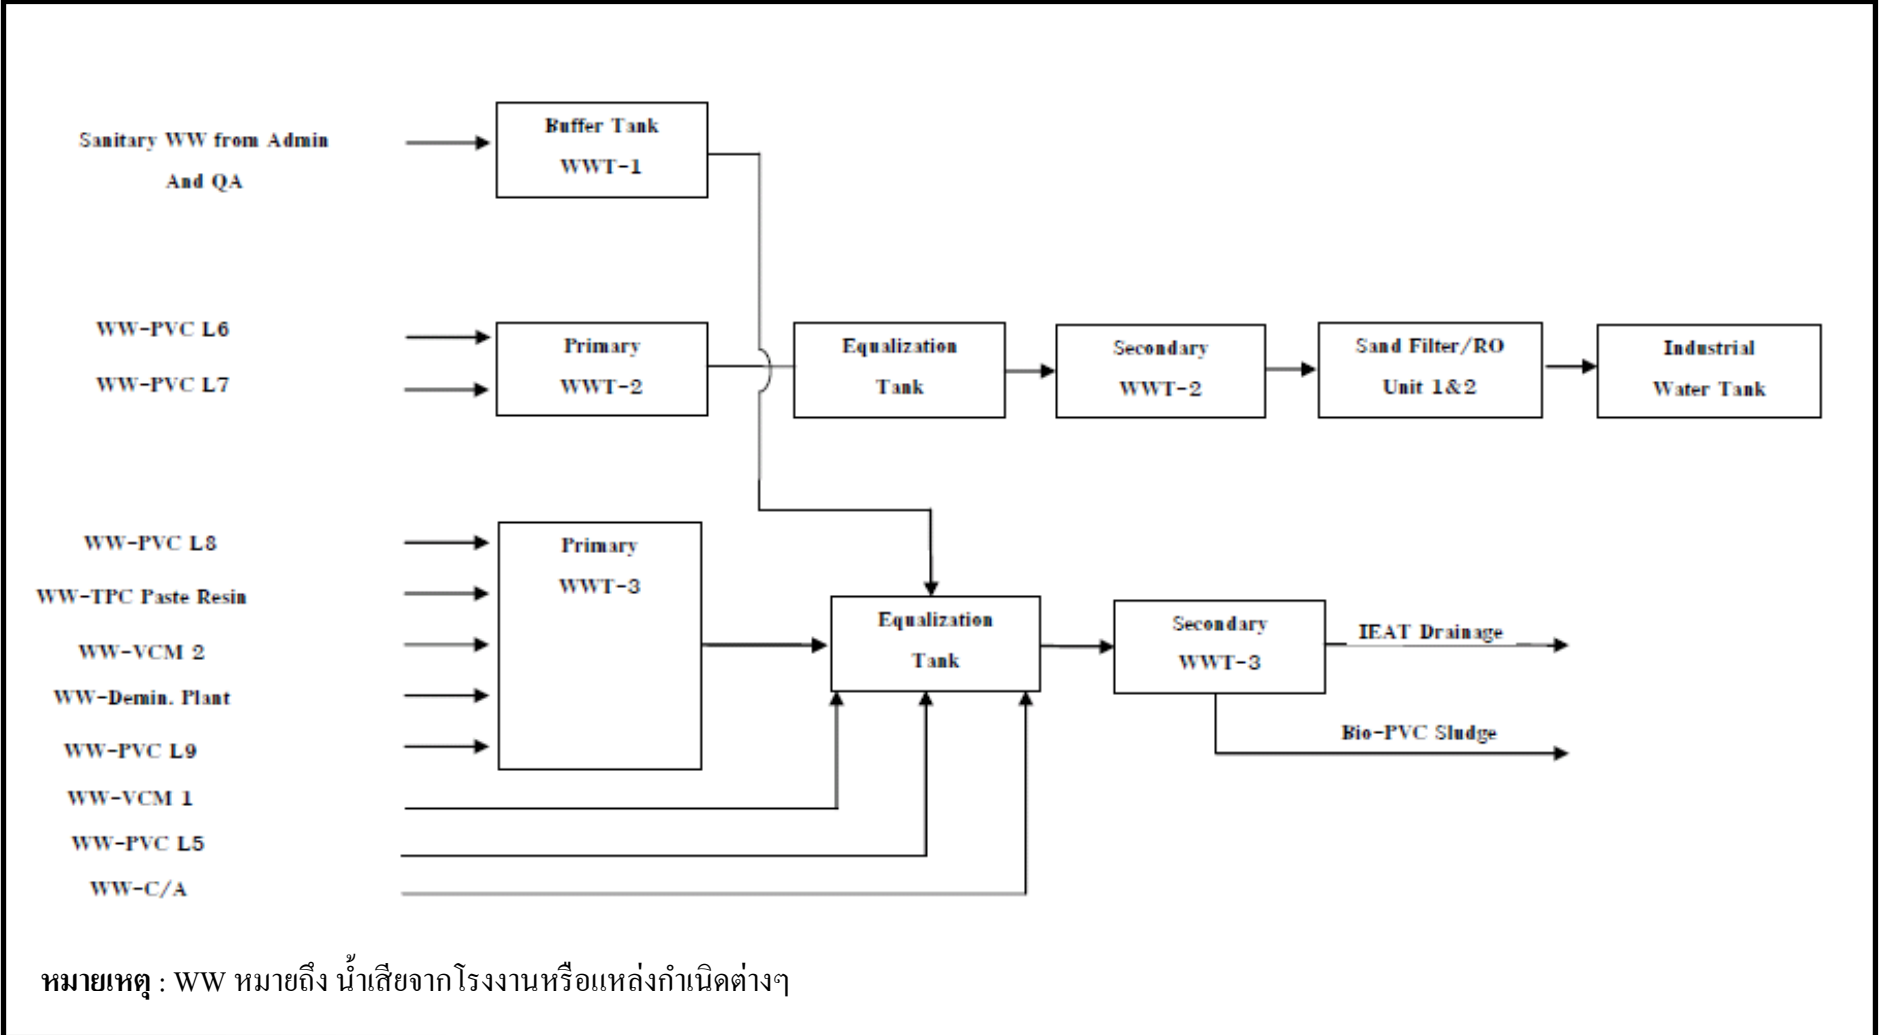 Sanitary WW from Admin
And QA
Buffer Tank
WWT-1
WW-PVC L6
WW-PVC L7
Primary
WWT-2
Equalization
Tank
Secondary
WWT-2
Sand Filter/RO
Unit 1&2
Industrial
Water Tank
WW-PVC L8
WW-TPC Paste Resin
WW-VCM 2
WW-Demin. Plant
WW-PVC L9
WW-VCM 1
WW-PVC L5
WW-C/A
Primary
WWT-3
Equalization
Tank
Secondary
WWT-3
IEAT Drainage
Bio-PVC Sludge
หมายเหตุ : WW หมายถึง น้ำเสียจากโรงงานหรือแหล่งกำเนิดต่างๆ